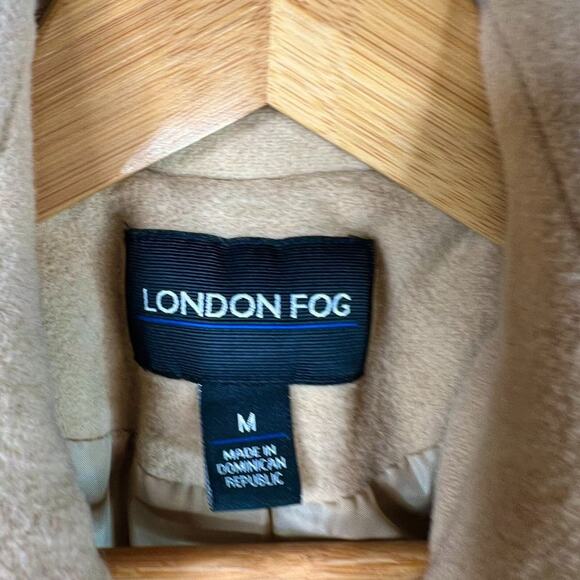 LONDON FOG
M
MADE IN
DOMINICAN
REPUBLIC